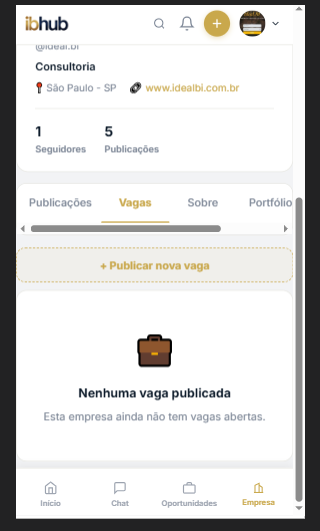 ibhub
+
@ideal.bi
Consultoria
São Paulo - SP www.idealbi.com.br
1 5
Seguidores Publicações
Publicações Vagas Sobre Portfólio
+ Publicar nova vaga
Nenhuma vaga publicada
Esta empresa ainda não tem vagas abertas.
Início Chat Oportunidades Empresa